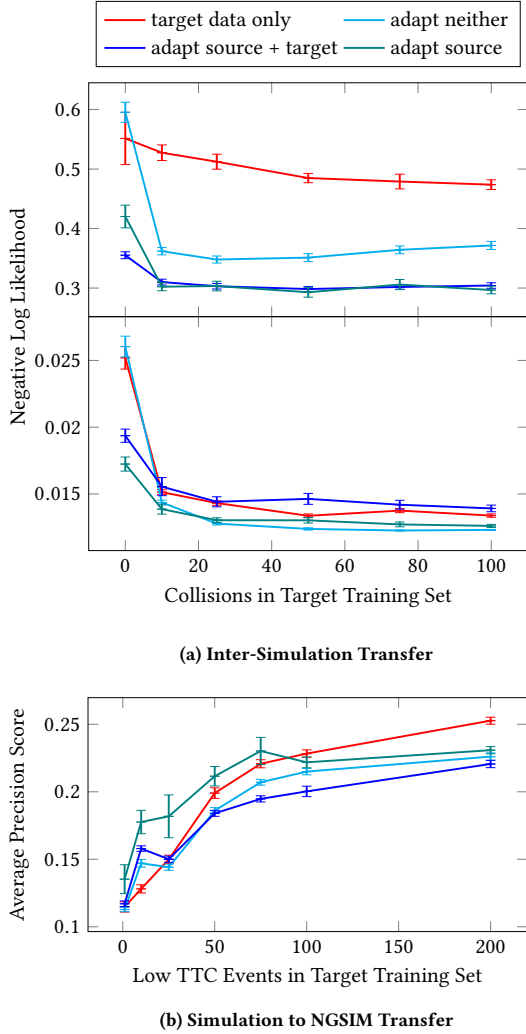 target data only adapt neither
adapt source + target adapt source
0.6
0.5
0.4
0.3
Negative Log Likelihood
0.025
0.02
0.015
0 20 40 60 80 100
Collisions in Target Training Set
(a) Inter-Simulation Transfer
0.25
0.2
0.15
0.1
Average Precision Score
0 50 100 150 200
Low TTC Events in Target Training Set
(b) Simulation to NGSIM Transfer